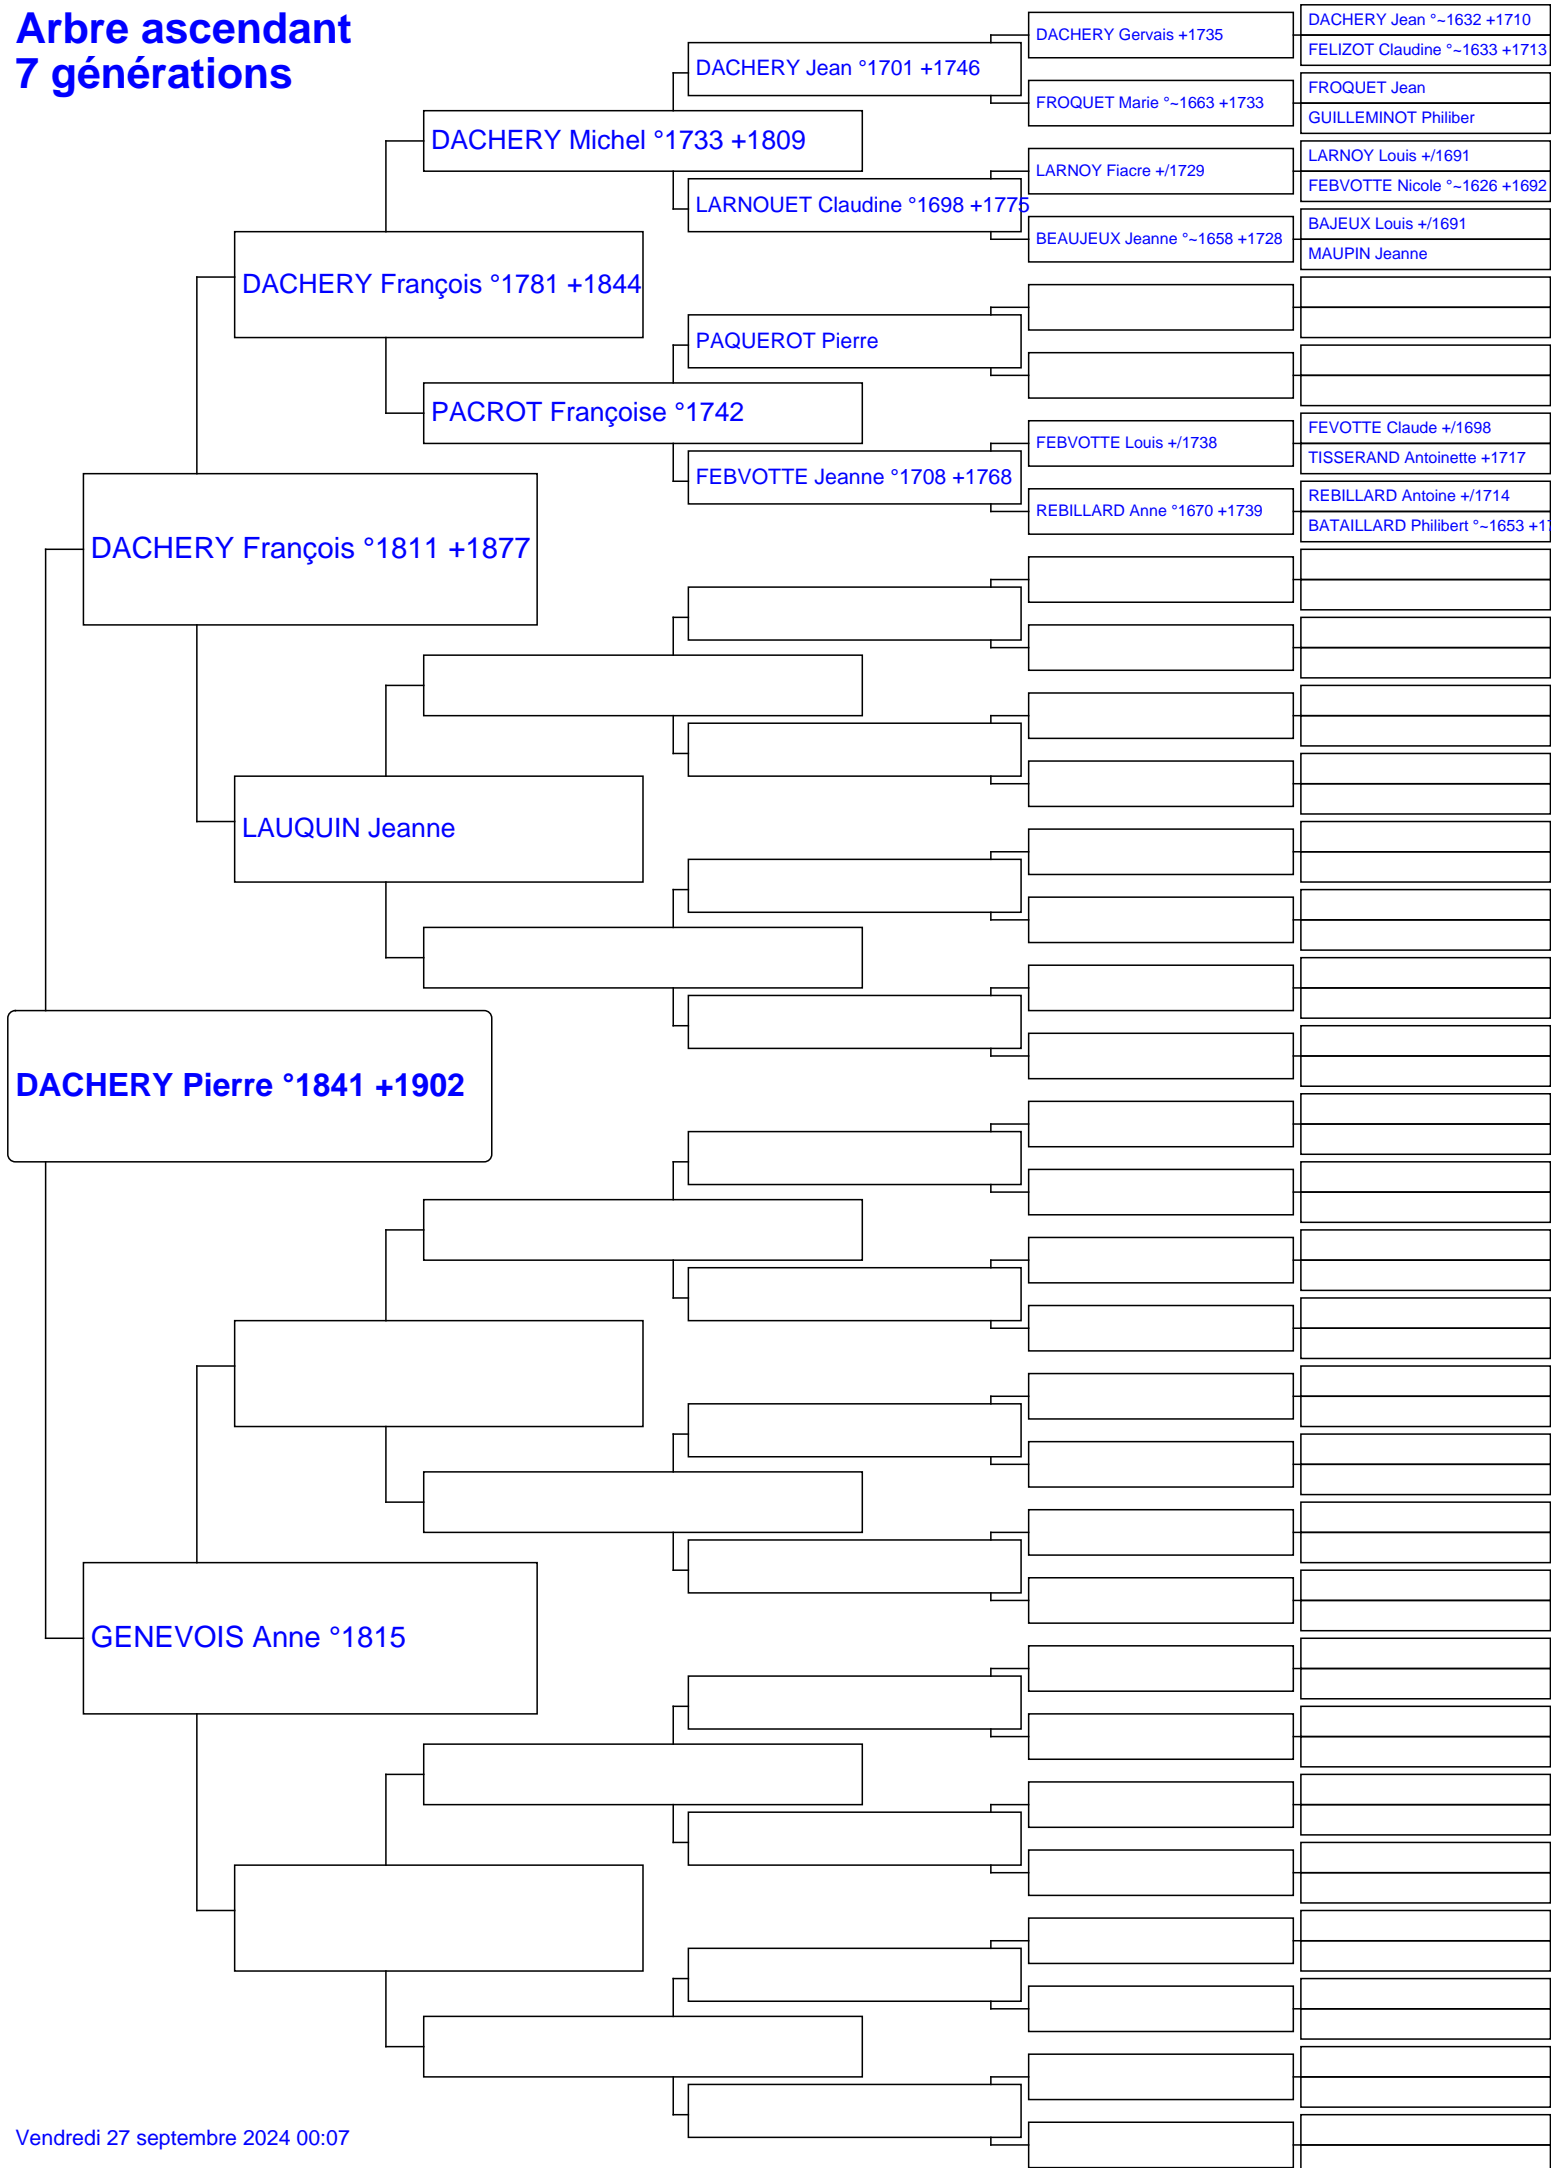 Arbre ascendant
7 générations
DACHERY Pierre °1841 +1902
DACHERY François °1811 +1877
GENEVOIS Anne °1815
DACHERY François °1781 +1844
LAUQUIN Jeanne
DACHERY Michel °1733 +1809
PACROT Françoise °1742
DACHERY Jean °1701 +1746
LARNOUET Claudine °1698 +1775
PAQUEROT Pierre
FEBVOTTE Jeanne °1708 +1768
DACHERY Gervais +1735
FROQUET Marie °~1663 +1733
LARNOY Fiacre +/1729
BEAUJEUX Jeanne °~1658 +1728
FEBVOTTE Louis +/1738
REBILLARD Anne °1670 +1739
DACHERY Jean °~1632 +1710
FELIZOT Claudine °~1633 +1713
FROQUET Jean
GUILLEMINOT Philiber
LARNOY Louis +/1691
FEBVOTTE Nicole °~1626 +1692
BAJEUX Louis +/1691
MAUPIN Jeanne
FEVOTTE Claude +/1698
TISSERAND Antoinette +1717
REBILLARD Antoine +/1714
BATAILLARD Philibert °~1653
Vendredi 27 septembre 2024 00:07